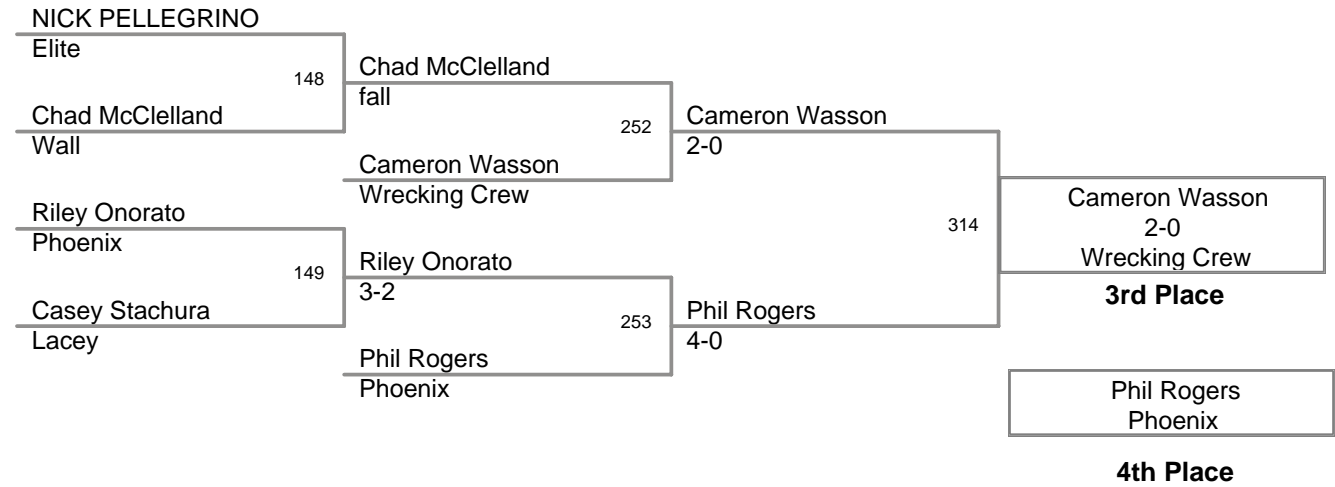 NICK PELLEGRINO
Elite
148
Chad McClelland
Wall
Chad McClelland
fall
252
Cameron Wasson
Wrecking Crew
Cameron Wasson
2-0
Riley Onorato
Phoenix
149
Casey Stachura
Lacey
Riley Onorato
3-2
253
Phil Rogers
Phoenix
Phil Rogers
4-0
314
Cameron Wasson
2-0
Wrecking Crew
3rd Place
Phil Rogers
Phoenix
4th Place